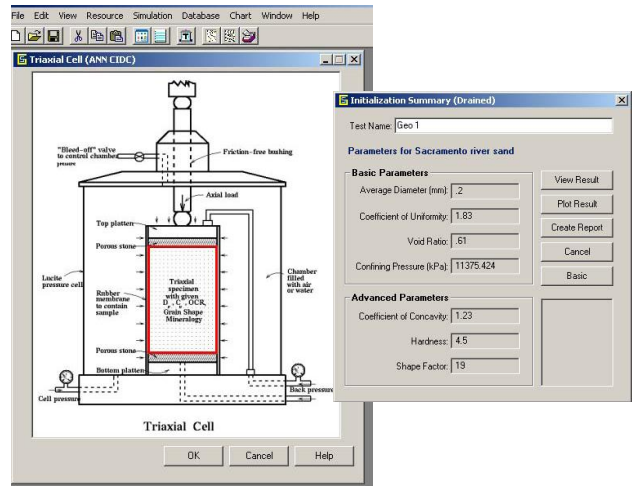 File Edit View Resource Simulation Database Chart Window Help
Triaxial Cell (ANN CIDC)
"Bleed-off" valve
to control chamber
pressure
Friction-free bushing
Axial load
Top platten
Porous stone
Lucite
pressure cell
Rubber
membrane
to contain
sample
Triaxial
specimen
with given
D , C , OCR,
Grain Shape
Mineralogy
Chamber
filled
with air
or water
Porous stone
Bottom platten
Cell pressure
Back pressure
Triaxial Cell
OK Cancel Help
Initialization Summary (Drained)
Test Name: Geo 1
Parameters for Sacramento river sand
Basic Parameters
Average Diameter (mm): .2
Coefficient of Uniformity: 1.83
Void Ratio: .61
Confining Pressure (kPa): 11375.424
Advanced Parameters
Coefficient of Concavity: 1.23
Hardness: 4.5
Shape Factor: 19
View Result
Plot Result
Create Report
Cancel
Basic